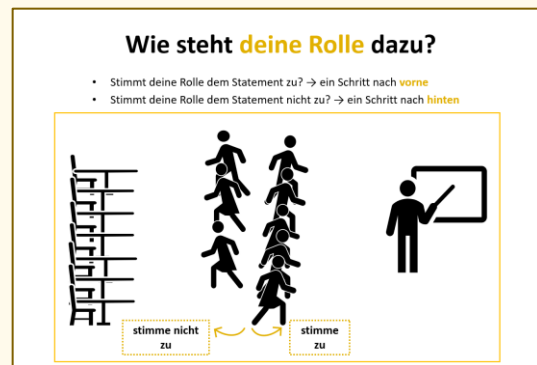 Wie steht deine Rolle dazu?
• Stimmt deine Rolle dem Statement zu? → ein Schritt nach vorne
• Stimmt deine Rolle dem Statement nicht zu? → ein Schritt nach hinten
stimme nicht
zu
stimme
zu